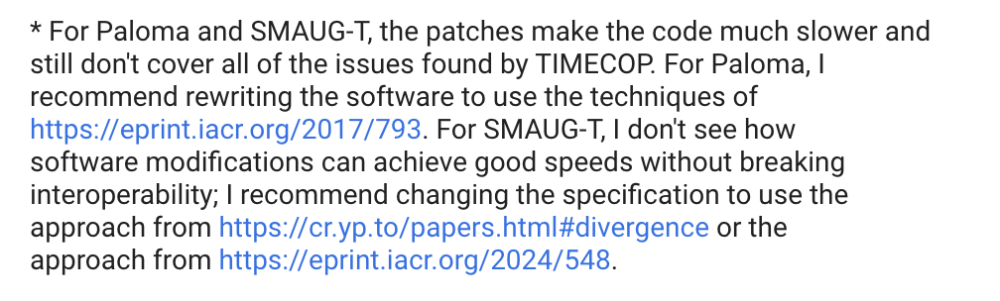 * For Paloma and SMAUG-T, the patches make the code much slower and
still don't cover all of the issues found by TIMECOP. For Paloma, I
recommend rewriting the software to use the techniques of
https://eprint.iacr.org/2017/793. For SMAUG-T, I don't see how
software modifications can achieve good speeds without breaking
interoperability; I recommend changing the specification to use the
approach from https://cr.yp.to/papers.html#divergence or the
approach from https://eprint.iacr.org/2024/548.